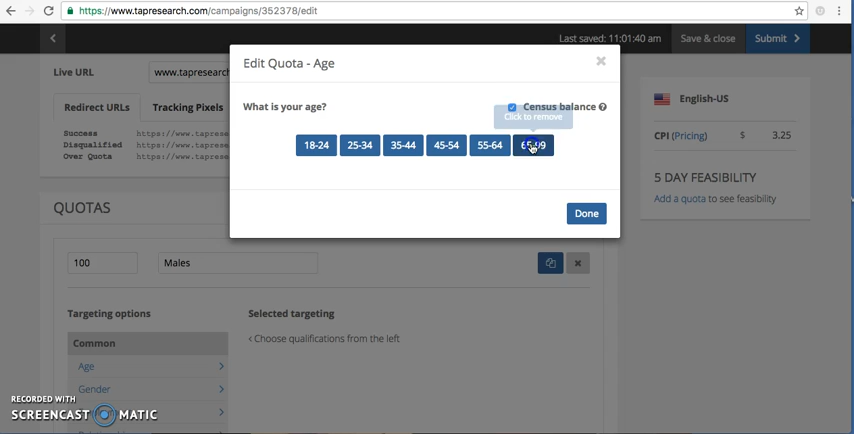 https://www.tapresearch.com/campaigns/352378/edit
Last saved: 11:01:40 am
Save & close
Submit
Live URL
www.tapresearch
Redirect URLs
Tracking Pixels
Success https://www.taprese
Disqualified https://www.taprese
Over Quota https://www.taprese
Edit Quota - Age
What is your age?
Census balance
Click to remove
18-24
25-34
35-44
45-54
55-64
Done
English-US
CPI (Pricing) $ 3.25
5 DAY FEASIBILITY
Add a quota to see feasibility
QUOTAS
100
Males
Targeting options
Selected targeting
Common
< Choose qualifications from the left
Age
Gender
RECORDED WITH
SCREENCAST MATIC